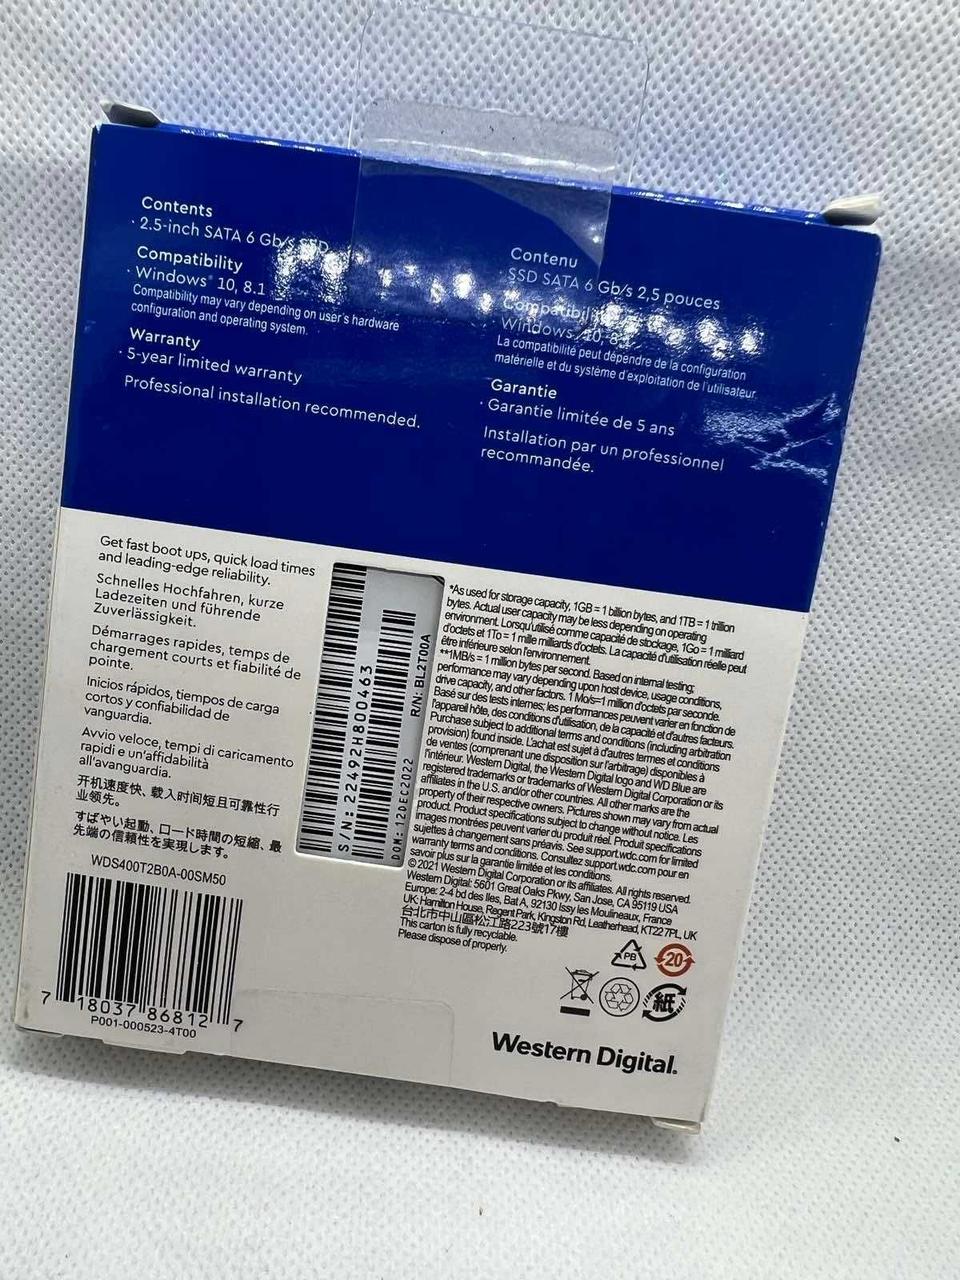 Contents
· 2.5-inch SATA 6 Gb/s SSD
Compatibility
· Windows® 10, 8.1
Compatibility may vary depending on user's hardware
configuration and operating system.
Warranty
· 5-year limited warranty
Professional installation recommended.
Contenu
SSD SATA 6 Gb/s 2,5 pouces
Windows 10
La compatibilité peut dépendre de la configuration
matérielle et du système d'exploitation de l'utilisateur.
Garantie
· Garantie limitée de 5 ans
Installation par un professionnel
recommandée.
Get fast boot ups, quick load times
and leading-edge reliability.
Schnelles Hochfahren, kurze
Ladezeiten und führende
Zuverlässigkeit.
Démarrages rapides, temps de
chargement courts et fiabilité de
pointe.
Inicios rápidos, tiempos de carga
cortos y confiabilidad de
vanguardia.
Avvio veloce, tempi di caricamento
rapidi e un'affidabilità
all'avanguardia.
开机速度快、载入时间短且可靠性行
业领先。
すばやい起動、ロード時間の短縮、最
先端の信頼性を実現します。
WDS400T2B0A-00SM50
7 18037 86812 7
P001-000523-4T00
S/N: 22492H800463
R/N: BL2T00A
DOM: 12DEC2022
*As used for storage capacity, 1GB = 1 billion bytes, and 1TB = 1 trillion
bytes. Actual user capacity may be less depending on operating
environment. Lorsqu'utilisé comme capacité de stockage, 1Go = 1 milliard
d'octets et 1To = 1 mille milliards d'octets. La capacité d'utilisation réelle peut
être inférieure selon l'environnement.
**1MB/s = 1 million bytes per second. Based on internal testing;
performance may vary depending upon host device, usage conditions,
drive capacity, and other factors. 1 Mo/s=1 million d'octets par seconde.
Basé sur des tests internes; les performances peuvent varier en fonction de
l'appareil hôte, des conditions d'utilisation, de la capacité et d'autres facteurs.
Purchase subject to additional terms and conditions (including arbitration
provision) found inside. L'achat est sujet à d'autres termes et conditions
de ventes (comprenant une disposition sur l'arbitrage) disponibles à
l'intérieur. Western Digital, the Western Digital logo and WD Blue are
registered trademarks or trademarks of Western Digital Corporation or its
affiliates in the U.S. and/or other countries. All other marks are the
property of their respective owners. Pictures shown may vary from actual
product. Product specifications subject to change without notice. Les
images montrées peuvent varier du produit réel. Produit spécifications
sujettes à changement sans préavis. See support.wdc.com for limited
warranty terms and conditions. Consultez support.wdc.com pour en
savoir plus sur la garantie limitée et les conditions.
© 2021 Western Digital Corporation or its affiliates. All rights reserved.
Western Digital: 5601 Great Oaks Pkwy, San Jose, CA 95119 USA
Europe: 2-4 bd des Iles, Bat A, 92130 Issy les Moulineaux, France
UK: Hamilton House, Regent Park, Kingston Rd, Leatherhead, KT22 7PL, UK
台北市中山區松江路223號17樓
This carton is fully recyclable.
Please dispose of properly.
PB
20
紙
Western Digital.